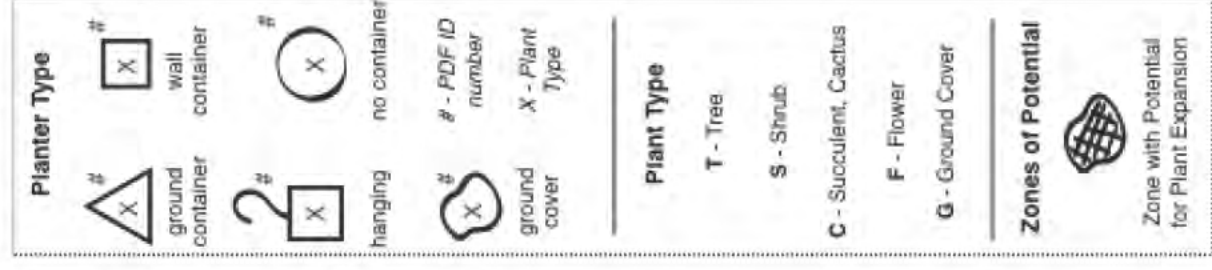 Planter Type
#
X
ground
container
#
X
wall
container
#
X
hanging
#
X
no container
#
X
ground
cover
# - PDF ID
number
X - Plant
Type
Plant Type
T - Tree
S - Shrub
C - Succulent, Cactus
F - Flower
G - Ground Cover
Zones of Potential
Zone with Potential
for Plant Expansion